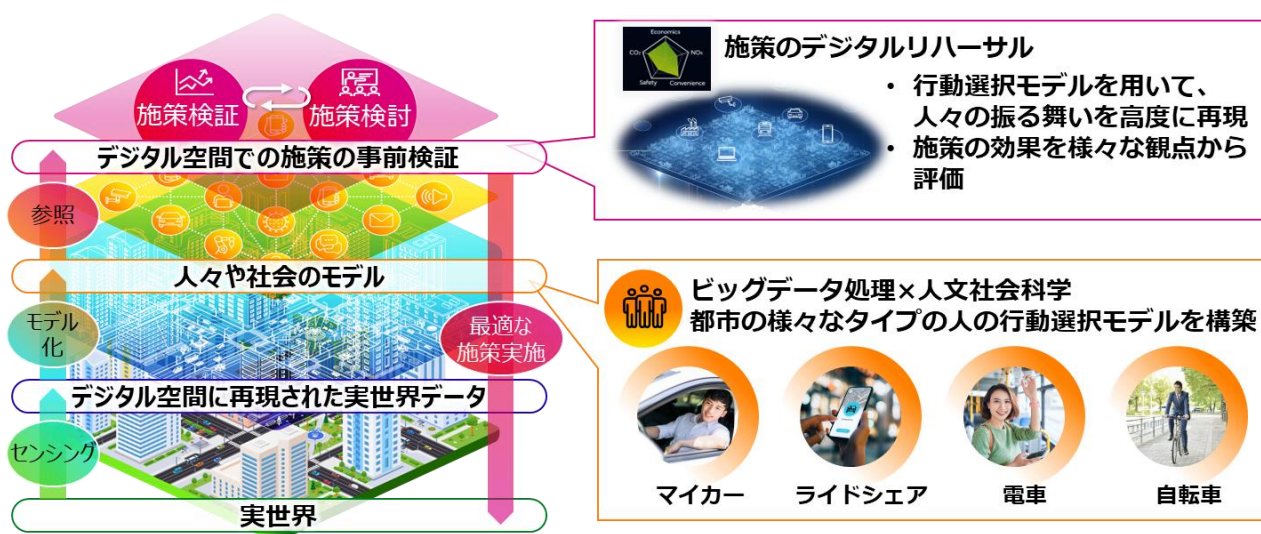 施策検証
施策検討
デジタル空間での施策の事前検証
参照
人々や社会のモデル
モデル
化
最適な
施策実施
デジタル空間に再現された実世界データ
センシング
実世界
Economics
CO₂
NOx
Safety
Convenience
施策のデジタルリハーサル
• 行動選択モデルを用いて、
人々の振る舞いを高度に再現
• 施策の効果を様々な観点から
評価
ビッグデータ処理×人文社会科学
都市の様々なタイプの人の行動選択モデルを構築
マイカー
ライドシェア
電車
自転車